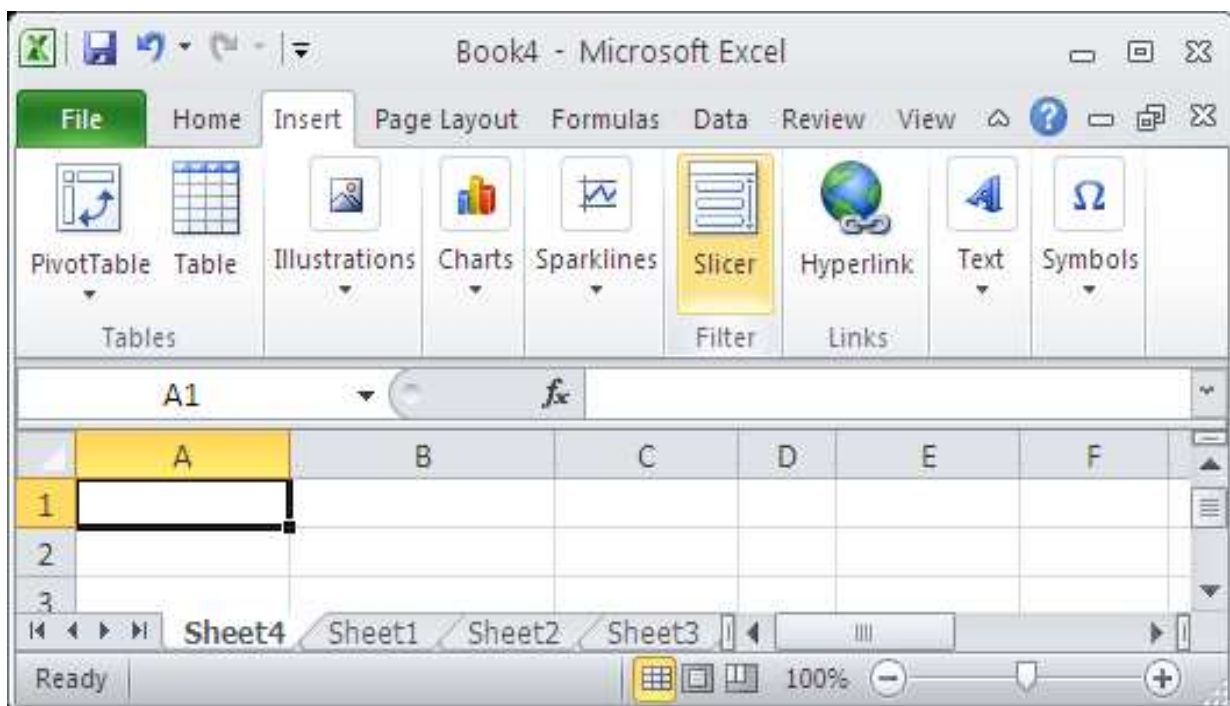 Book4 - Microsoft Excel
File Home Insert Page Layout Formulas Data Review View
PivotTable Table Illustrations Charts Sparklines Slicer Hyperlink Text Symbols
Tables Filter Links
A1 fx
A B C D E F
1
2
3
Sheet4 Sheet1 Sheet2 Sheet3
Ready 100%